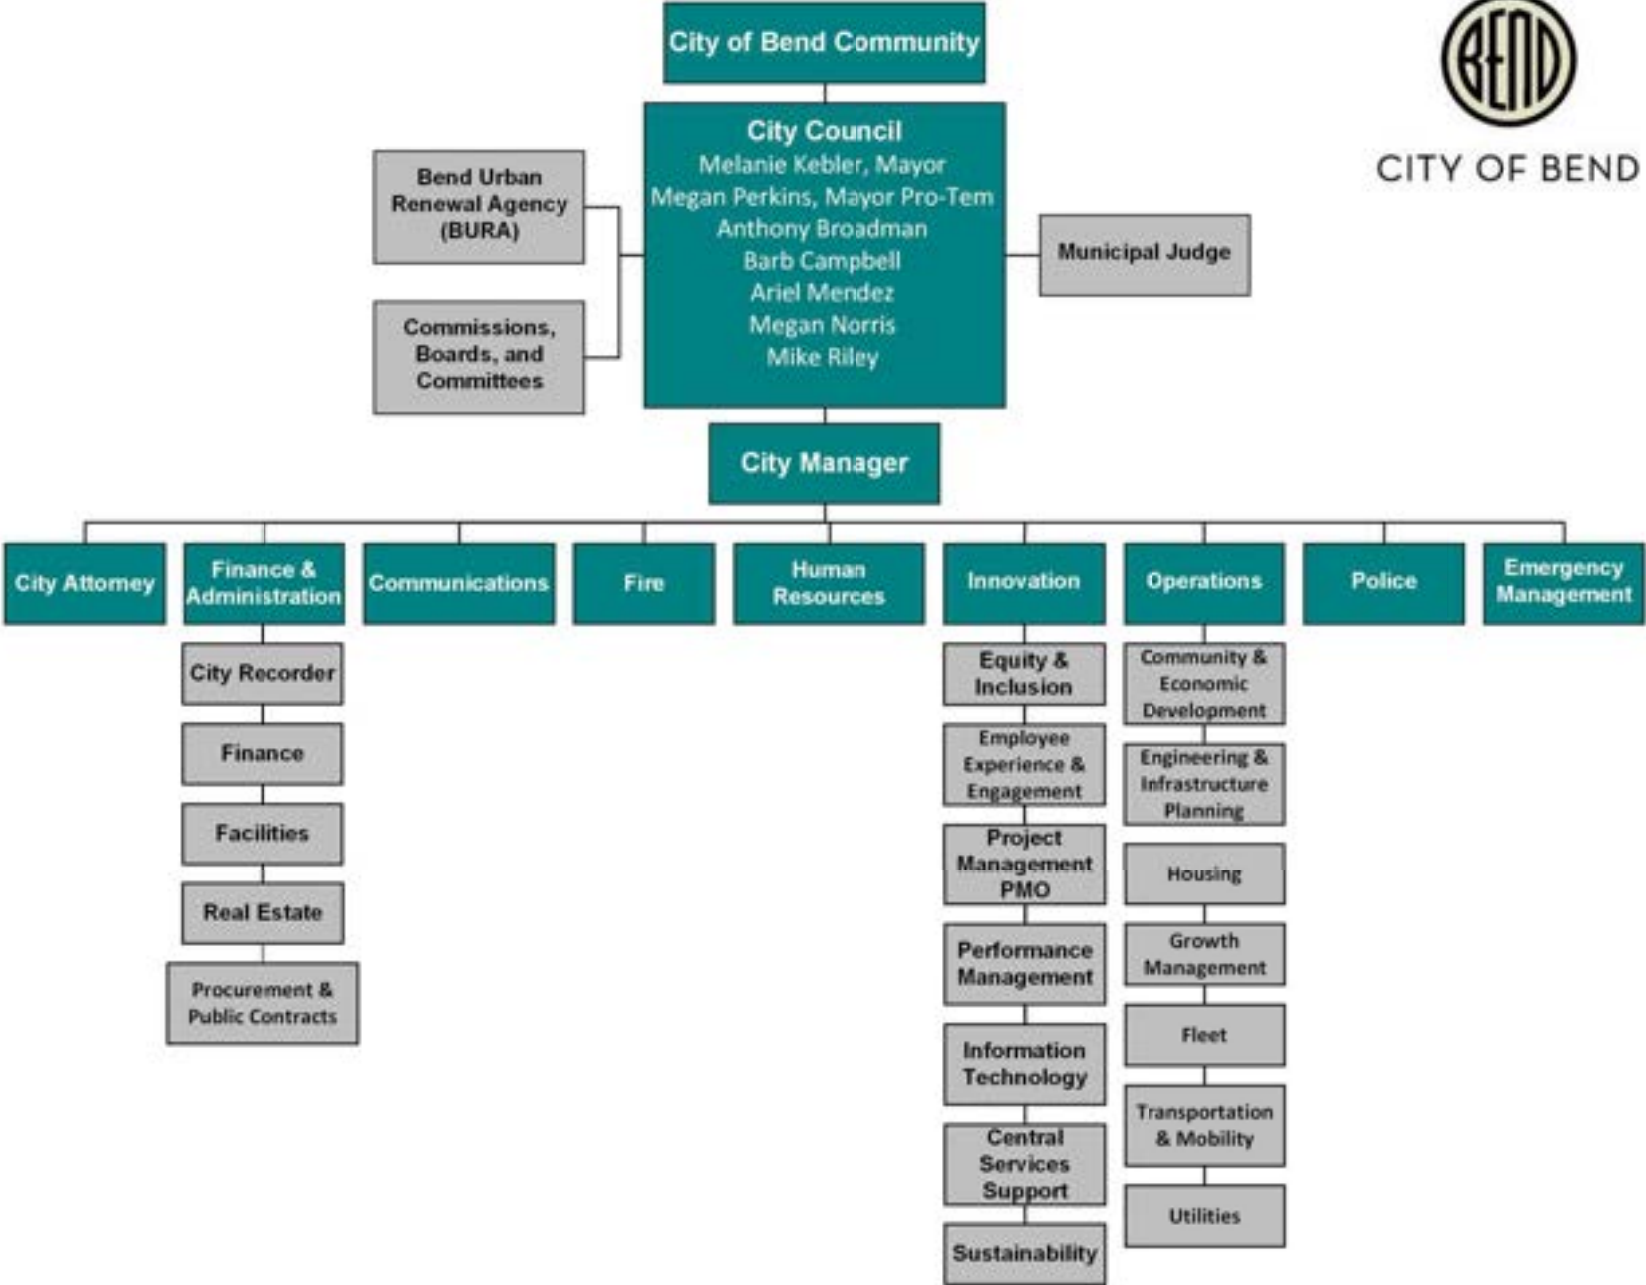 City of Bend Community
BEND
CITY OF BEND
City Council
Melanie Kebler, Mayor
Megan Perkins, Mayor Pro-Tem
Anthony Broadman
Barb Campbell
Ariel Mendez
Megan Norris
Mike Riley
Bend Urban
Renewal Agency
(BURA)
Commissions,
Boards, and
Committees
Municipal Judge
City Manager
City Attorney
Finance &
Administration
Communications
Fire
Human
Resources
Innovation
Operations
Police
Emergency
Management
City Recorder
Finance
Facilities
Real Estate
Procurement &
Public Contracts
Equity &
Inclusion
Employee
Experience &
Engagement
Project
Management
PMO
Performance
Management
Information
Technology
Central
Services
Support
Sustainability
Community &
Economic
Development
Engineering &
Infrastructure
Planning
Housing
Growth
Management
Fleet
Transportation
& Mobility
Utilities